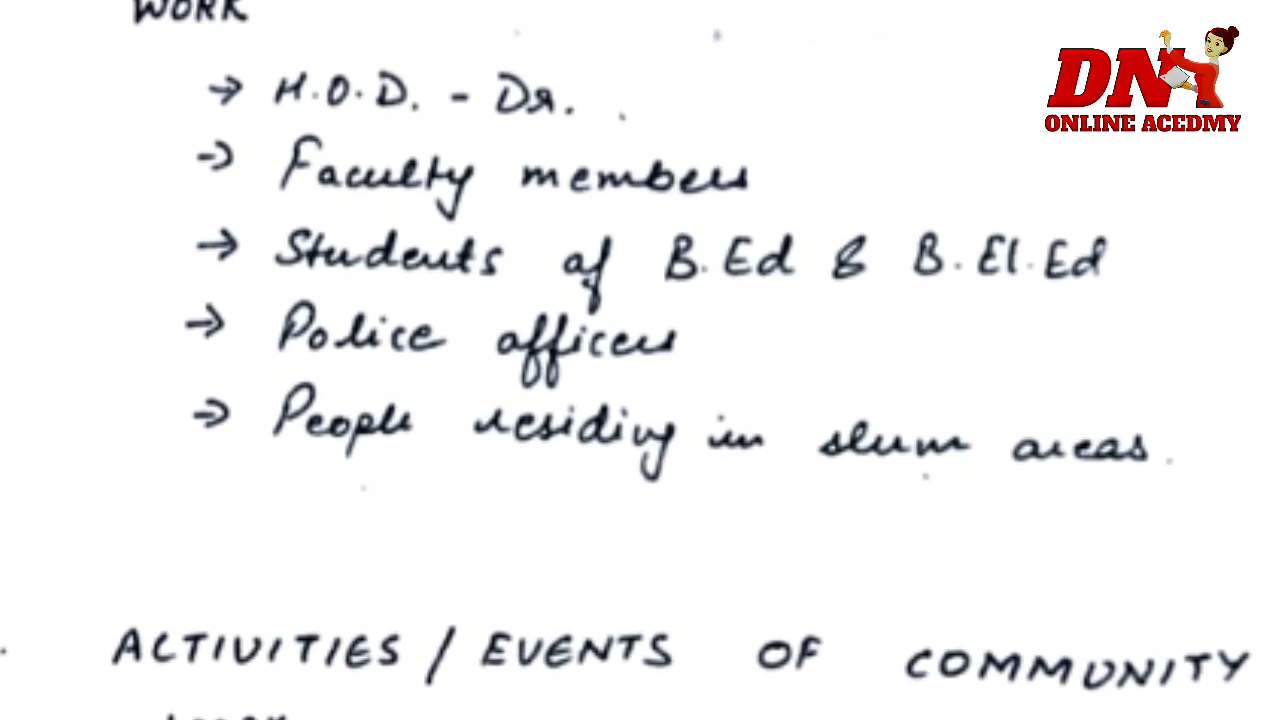 WORK
→ H.O.D. - Dr.
→ Faculty members
→ Students of B.Ed & B.El.Ed
→ Police officers
→ People residing in slum areas.
ACTIVITIES / EVENTS OF COMMUNITY
DN
ONLINE ACEDMY